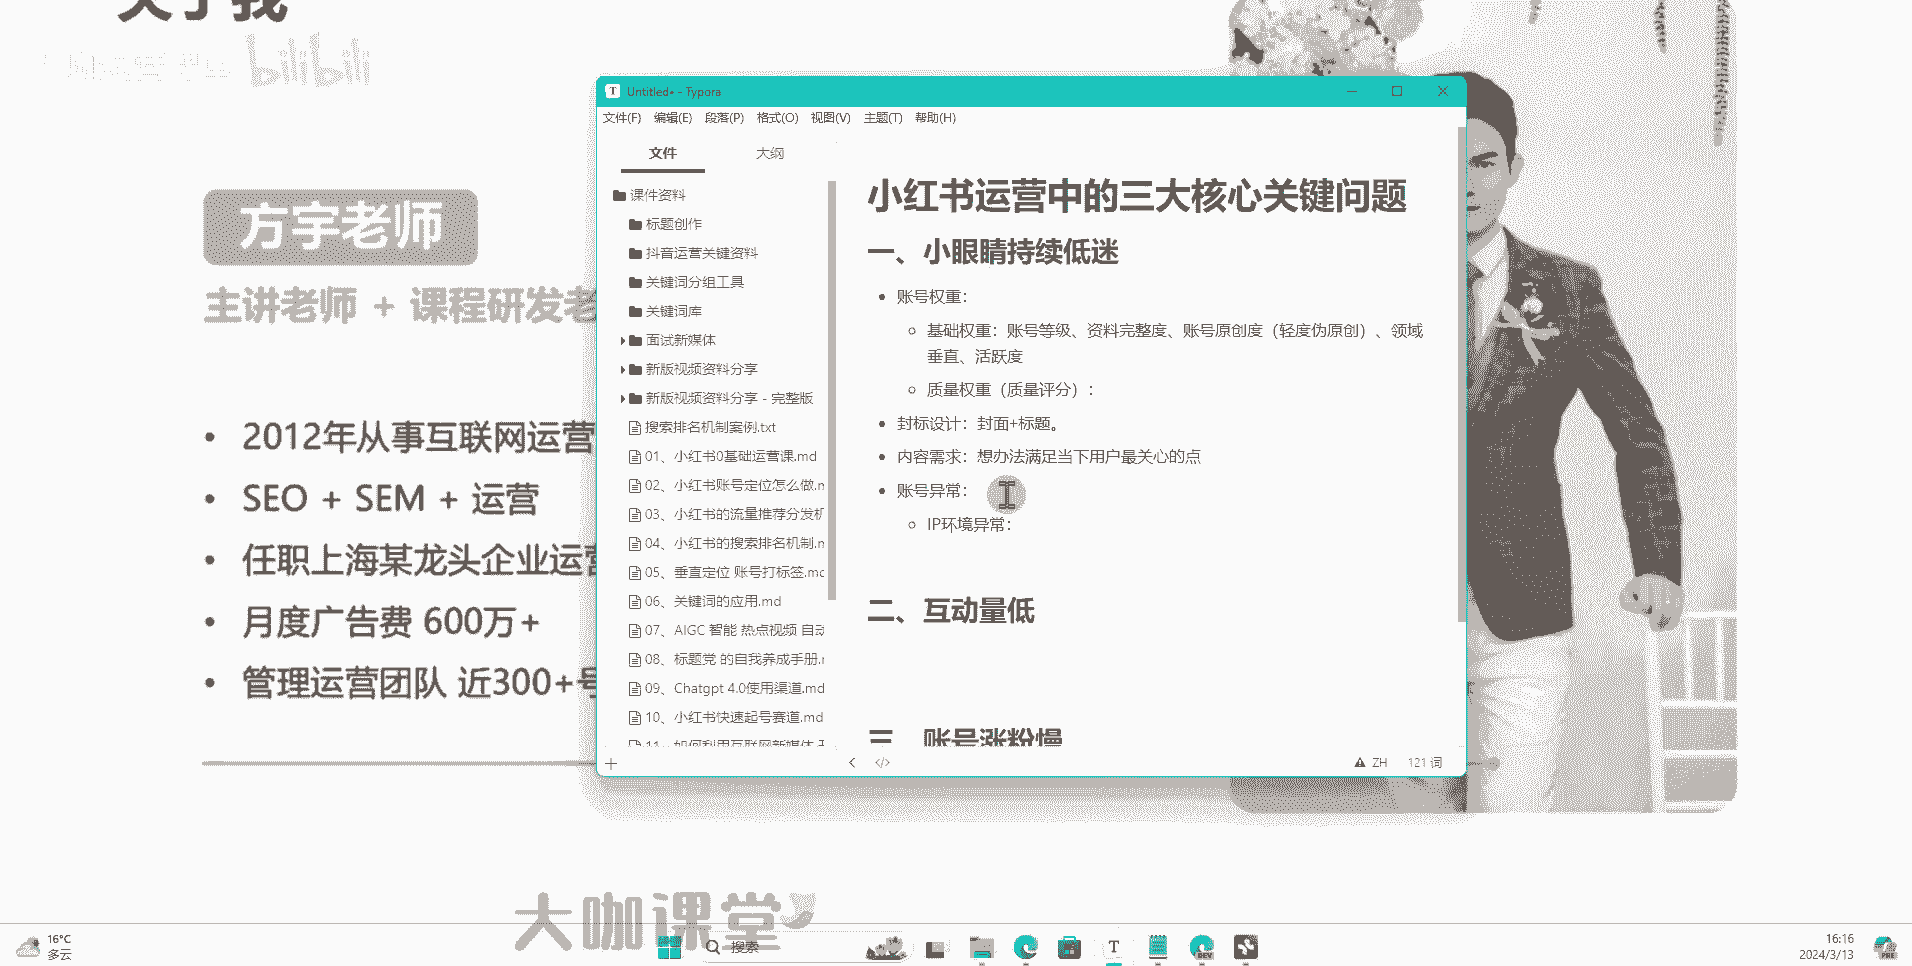 关于我
bilibili
方宇老师
主讲老师 + 课程研发老
• 2012年从事互联网运营
• SEO + SEM + 运营
• 任职上海某龙头企业运营
• 月度广告费 600万+
• 管理运营团队 近300+号
Untitled• - Typora
文件(F) 编辑(E) 段落(P) 格式(O) 视图(V) 主题(T) 帮助(H)
文件 大纲
课件资料
标题创作
抖音运营关键资料
关键词分组工具
关键词库
面试新媒体
新版视频资料分享
新版视频资料分享 - 完整版
搜索排名机制案例.txt
01、小红书0基础运营课.md
02、小红书账号定位怎么做.m
03、小红书的流量推荐分发机
04、小红书的搜索排名机制.m
05、垂直定位 账号打标签.mc
06、关键词的应用.md
07、AIGC 智能 热点视频 自动
08、标题党 的自我养成手册.r
09、Chatgpt 4.0使用渠道.md
10、小红书快速起号赛道.md
11、如何利用互联网新媒体
小红书运营中的三大核心关键问题
一、小眼睛持续低迷
• 账号权重：
◦ 基础权重：账号等级、资料完整度、账号原创度（轻度伪原创）、领域
垂直、活跃度
◦ 质量权重（质量评分）：
• 封标设计：封面+标题。
• 内容需求：想办法满足当下用户最关心的点
• 账号异常：
◦ IP环境异常：
二、互动量低
三、账号涨粉慢
ZH 121 词
大咖课堂
16°C
多云
搜索
DEV
16:16
2024/3/13
PRE